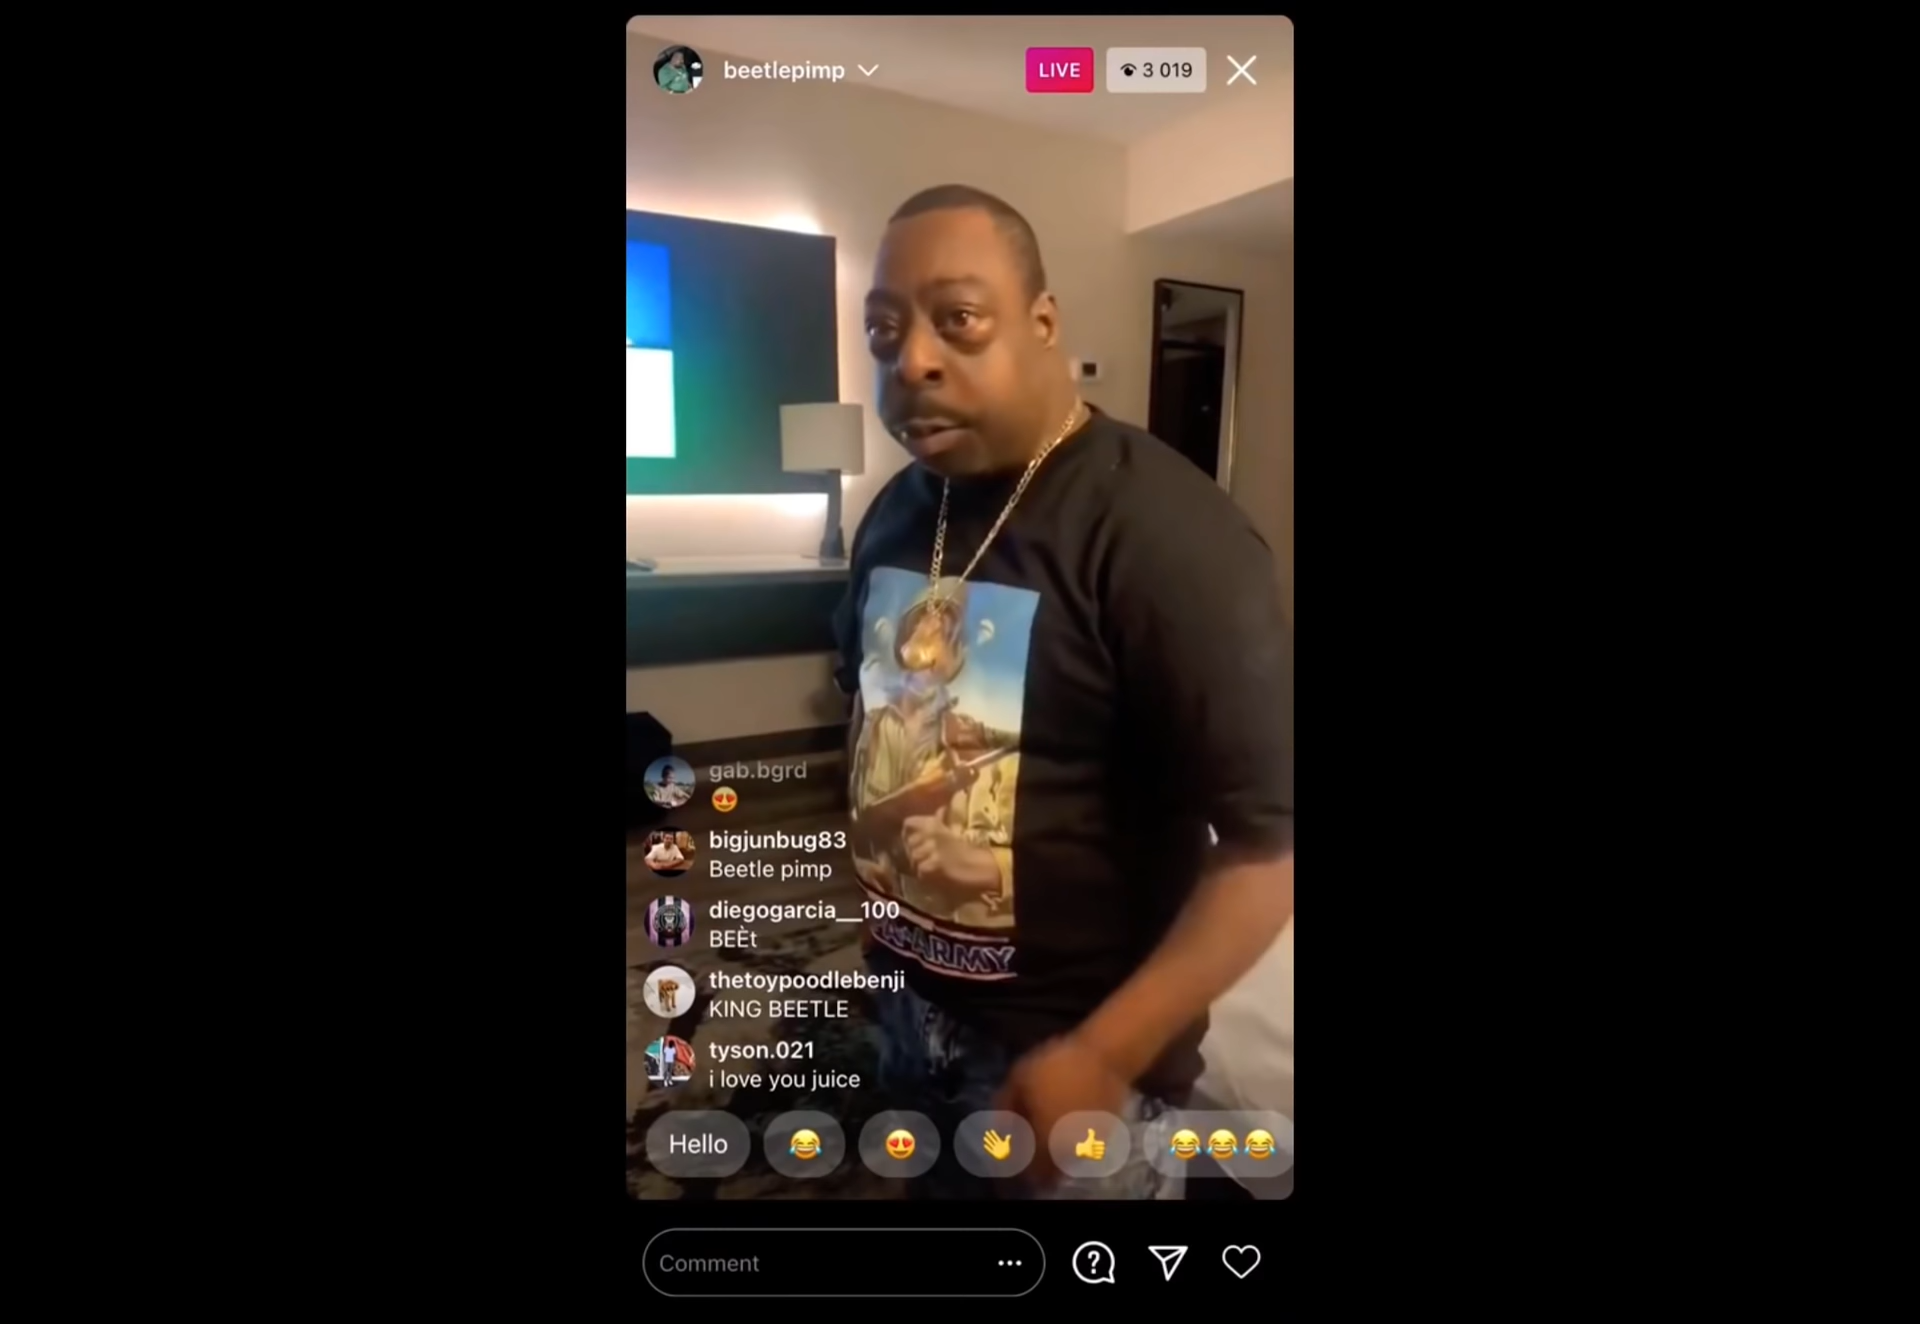 beetlepimp
LIVE
3 019
gab.bgrd
😍
bigjunbug83
Beetle pimp
diegogarcia__100
BEÈt
thetoypoodlebenji
KING BEETLE
tyson.021
i love you juice
ARMY
Hello 😂 😍 👋 👍 😂😂😂
Comment